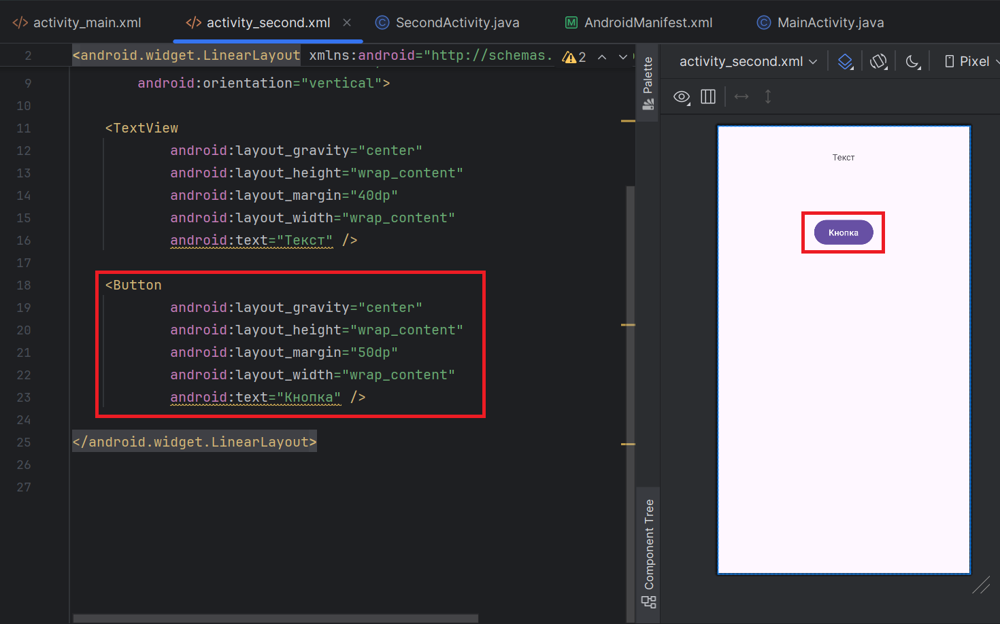 activity_main.xml
activity_second.xml
SecondActivity.java
AndroidManifest.xml
MainActivity.java
2 <android.widget.LinearLayout xmlns:android="http://schemas. 2
9 android:orientation="vertical">
10
11 <TextView
12 android:layout_gravity="center"
13 android:layout_height="wrap_content"
14 android:layout_margin="40dp"
15 android:layout_width="wrap_content"
16 android:text="Текст" />
17
18 <Button
19 android:layout_gravity="center"
20 android:layout_height="wrap_content"
21 android:layout_margin="50dp"
22 android:layout_width="wrap_content"
23 android:text="Кнопка" />
24
25 </android.widget.LinearLayout>
26
27
Palette
Component Tree
activity_second.xml
Pixel
Текст
Кнопка